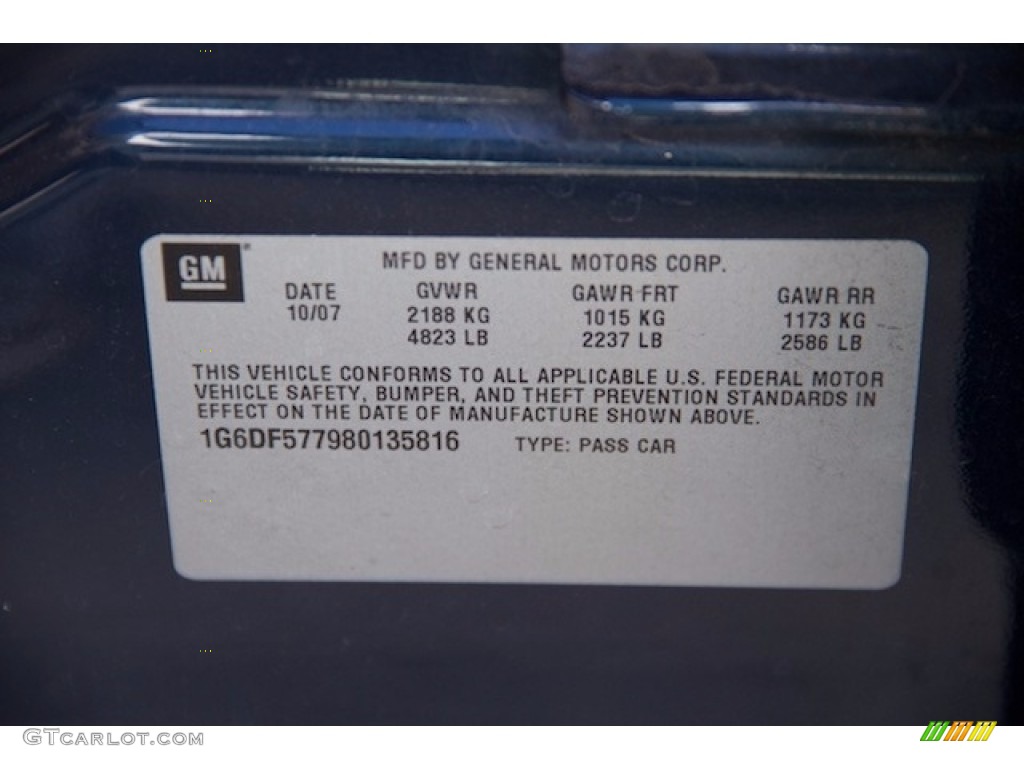 GM
MFD BY GENERAL MOTORS CORP.
DATE GVWR GAWR FRT GAWR RR
10/07 2188 KG 1015 KG 1173 KG
4823 LB 2237 LB 2586 LB
THIS VEHICLE CONFORMS TO ALL APPLICABLE U.S. FEDERAL MOTOR
VEHICLE SAFETY, BUMPER, AND THEFT PREVENTION STANDARDS IN
EFFECT ON THE DATE OF MANUFACTURE SHOWN ABOVE.
1G6DF577980135816 TYPE: PASS CAR
GTCARLOT.COM